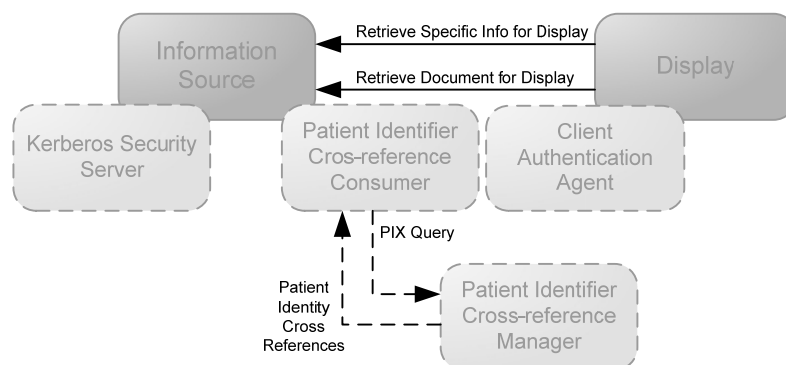 Retrieve Specific Info for Display
Information
Source
Display
Retrieve Document for Display
Kerberos Security
Server
Patient Identifier
Cros-reference
Consumer
Client
Authentication
Agent
PIX Query
Patient
Identity
Cross
References
Patient Identifier
Cross-reference
Manager